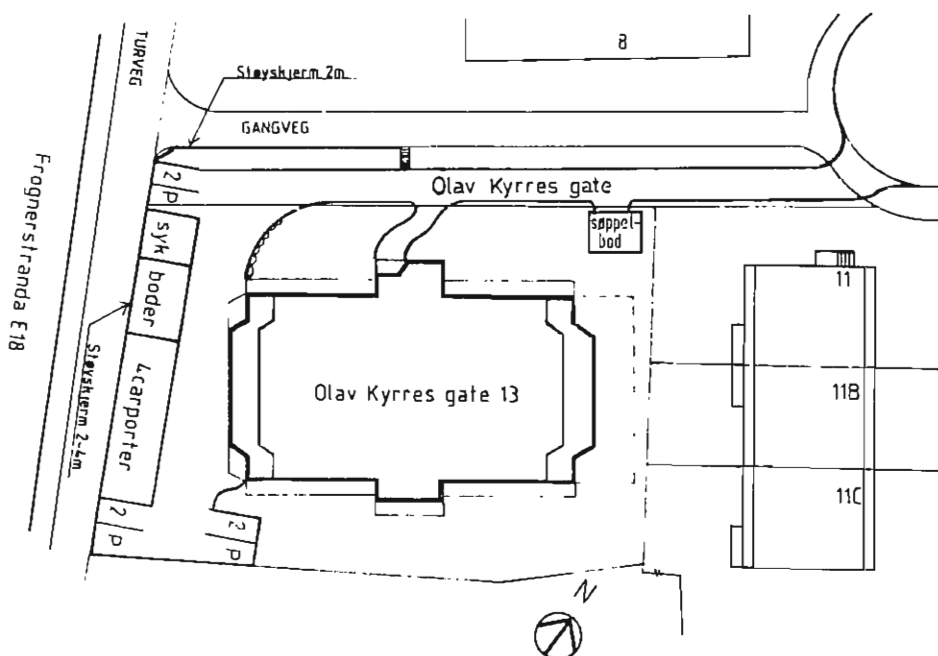 8
TURVEG
Støyskjerm 2m
GANGVEG
Frognerstranda E18
2
P
Olav Kyrres gate
syk
boder
søppel-
bod
11
Støyskjerm 2-4m
4carporter
Olav Kyrres gate 13
11B
11C
2
P
2
P
N